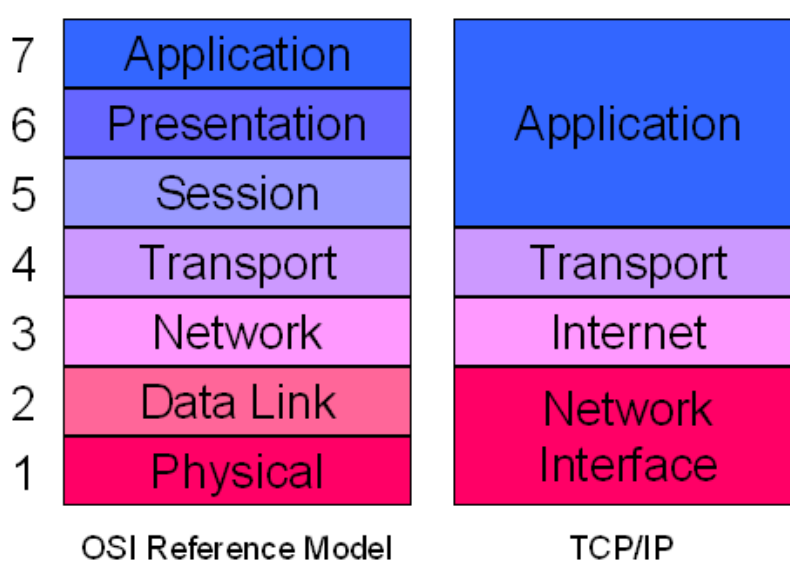 7
Application
6
Presentation
5
Session
4
Transport
3
Network
2
Data Link
1
Physical
OSI Reference Model
Application
Transport
Internet
Network
Interface
TCP/IP